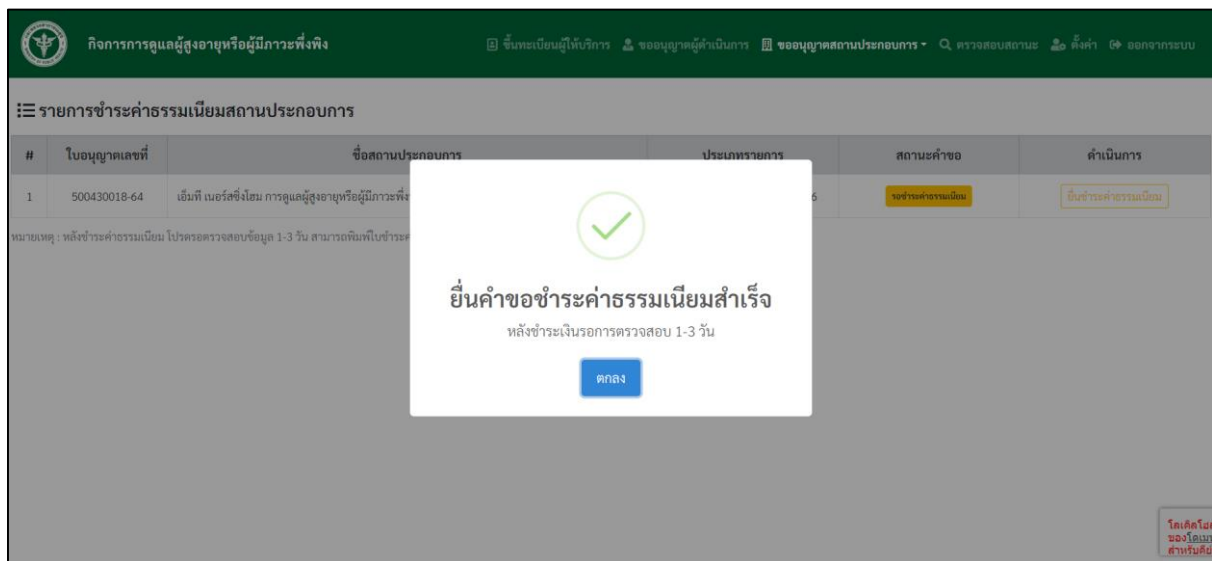 กิจการการดูแลผู้สูงอายุหรือผู้มีภาวะพึ่งพิง
ขึ้นทะเบียนผู้ให้บริการ ขออนุญาตผู้ดำเนินการ ขออนุญาตสถานประกอบการ ตรวจสอบสถานะ ตั้งค่า ออกจากระบบ
รายการชำระค่าธรรมเนียมสถานประกอบการ
# ใบอนุญาตเลขที่ ชื่อสถานประกอบการ ประเภทรายการ สถานะคำขอ ดำเนินการ
1 500430018-64 เอ็มที เนอร์สซิ่งโฮม การดูแลผู้สูงอายุหรือผู้มีภาวะพึ่ง 6 รอชำระค่าธรรมเนียม ยื่นชำระค่าธรรมเนียม
หมายเหตุ : หลังชำระค่าธรรมเนียม โปรดรอตรวจสอบข้อมูล 1-3 วัน สามารถพิมพ์ใบชำระค
ยื่นคำขอชำระค่าธรรมเนียมสำเร็จ
หลังชำระเงินรอการตรวจสอบ 1-3 วัน
ตกลง
ของโดเม
สำหรับคีย์